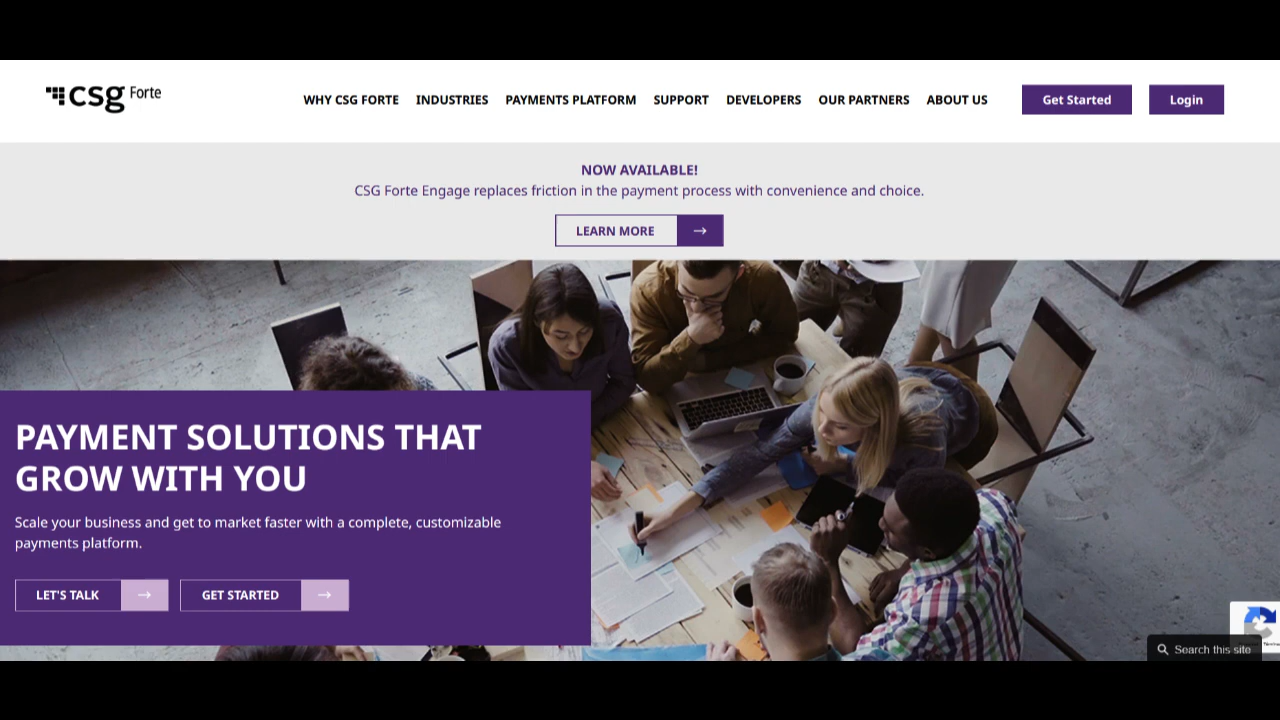 csg Forte
WHY CSG FORTE INDUSTRIES PAYMENTS PLATFORM SUPPORT DEVELOPERS OUR PARTNERS ABOUT US Get Started Login
NOW AVAILABLE!
CSG Forte Engage replaces friction in the payment process with convenience and choice.
LEARN MORE →
PAYMENT SOLUTIONS THAT
GROW WITH YOU
Scale your business and get to market faster with a complete, customizable
payments platform.
LET'S TALK → GET STARTED →
Search this site